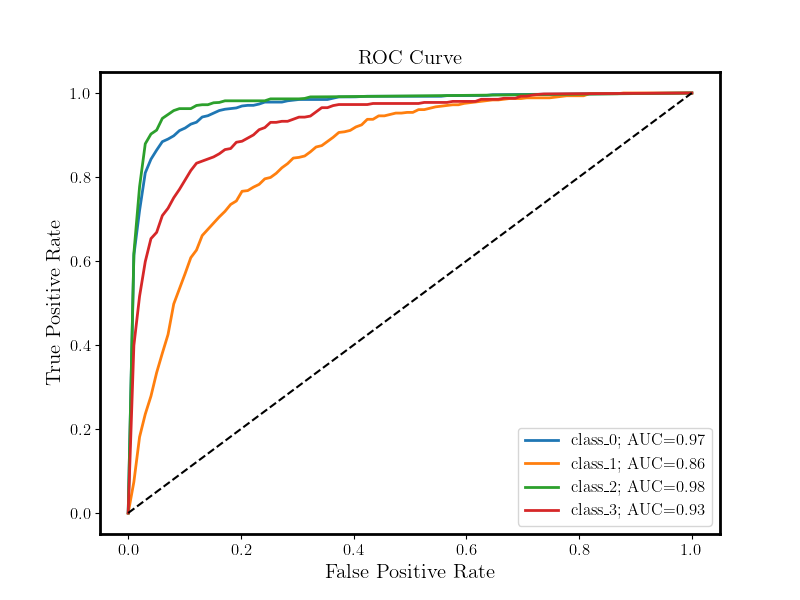 ROC Curve
True Positive Rate
1.0
0.8
0.6
0.4
0.2
0.0
class_0; AUC=0.97
class_1; AUC=0.86
class_2; AUC=0.98
class_3; AUC=0.93
0.0 0.2 0.4 0.6 0.8 1.0
False Positive Rate